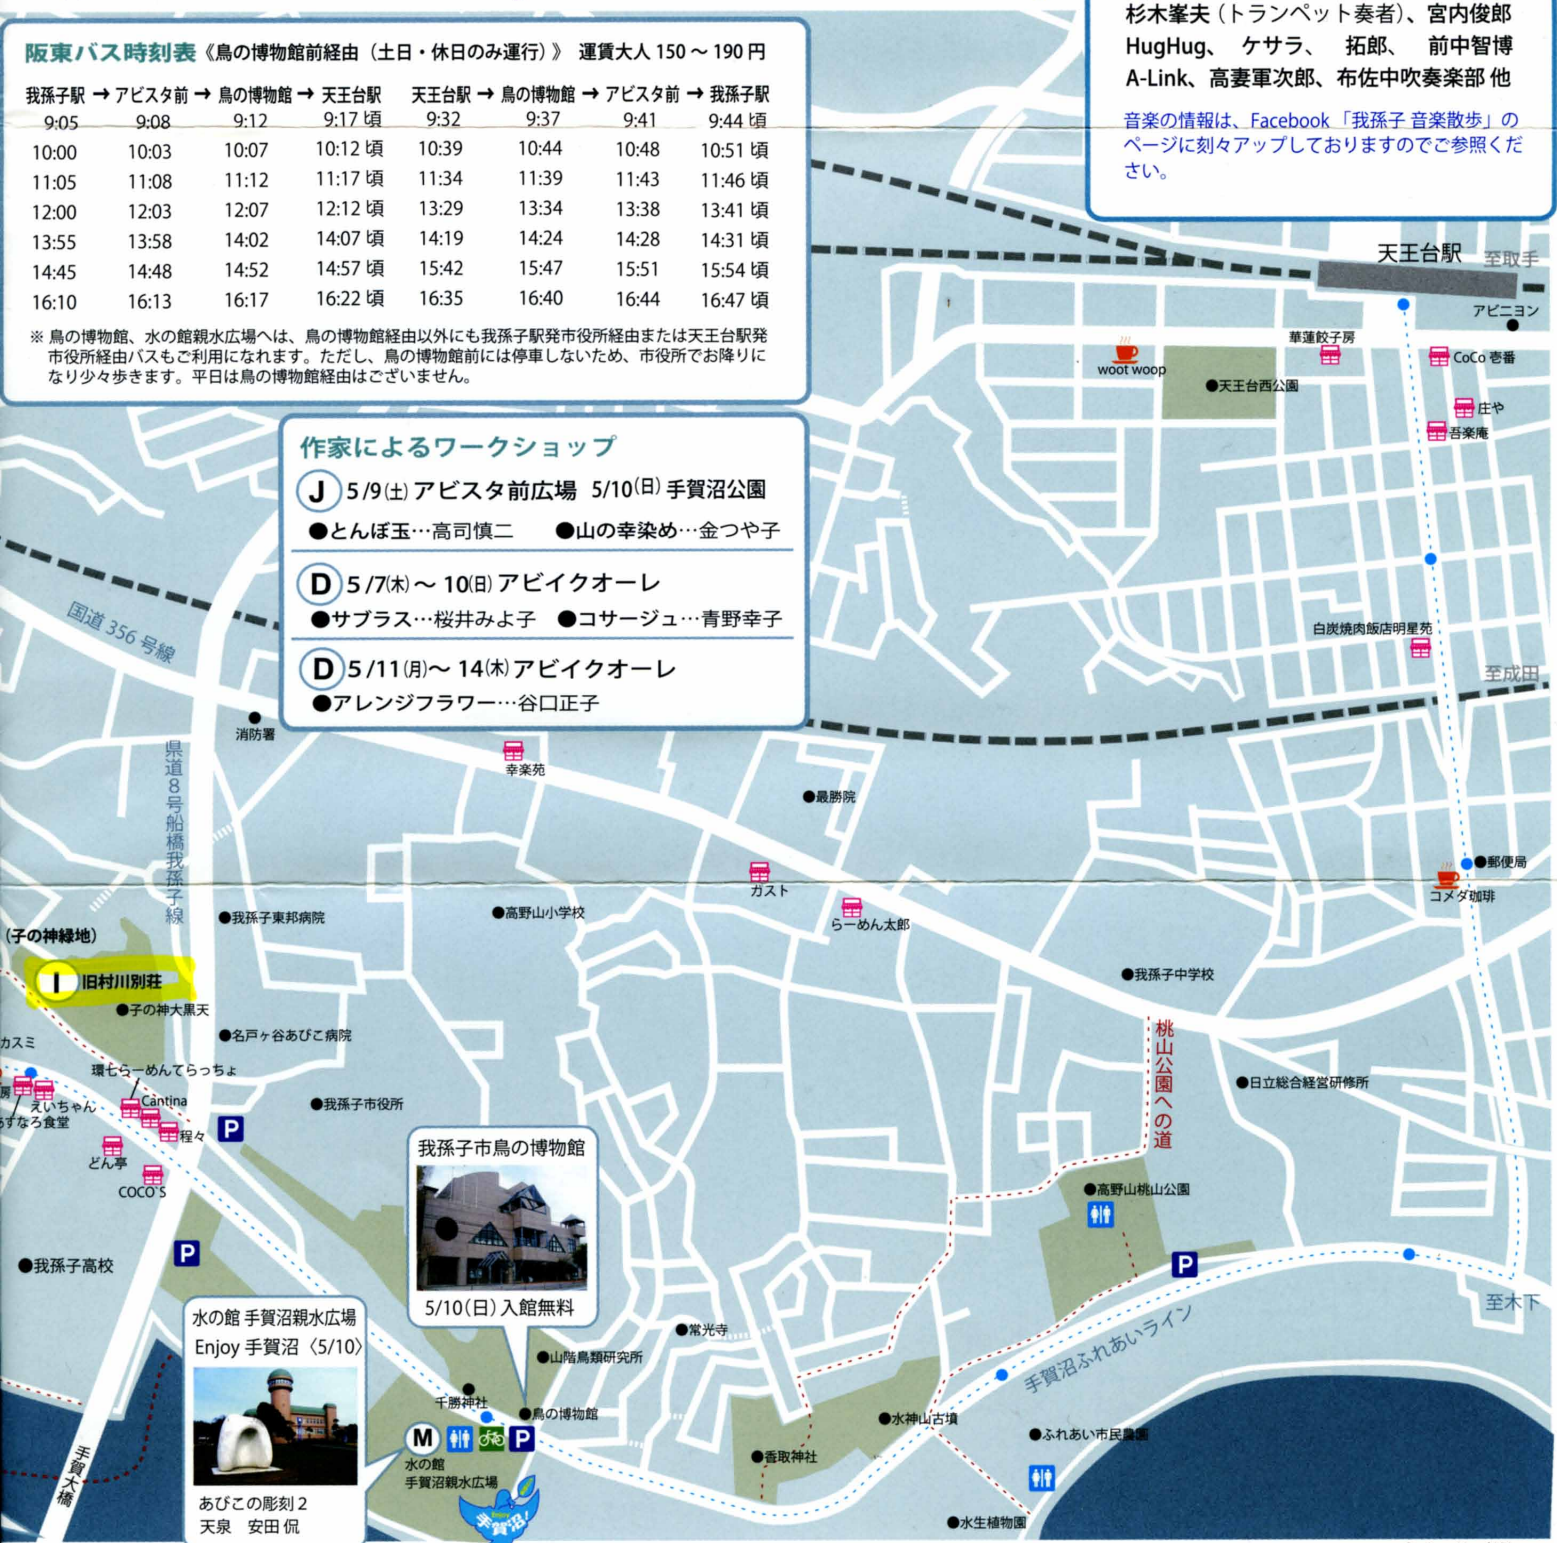 杉木峯夫(トランペット奏者)、宮内俊郎
HugHug、 ケサラ、 拓郎、 前中智博
A-Link、高妻軍次郎、布佐中吹奏楽部 他
音楽の情報は、Facebook 「我孫子 音楽散歩」の
ページに刻々アップしておりますのでご参照くだ
さい。
阪東バス時刻表《鳥の博物館前経由(土日・休日のみ運行)》 運賃大人 150 〜 190 円
我孫子駅 → アビスタ前 → 鳥の博物館 → 天王台駅 天王台駅 → 鳥の博物館 → アビスタ前 → 我孫子駅
9:05 9:08 9:12 9:17 頃 9:32 9:37 9:41 9:44 頃
10:00 10:03 10:07 10:12 頃 10:39 10:44 10:48 10:51 頃
11:05 11:08 11:12 11:17 頃 11:34 11:39 11:43 11:46 頃
12:00 12:03 12:07 12:12 頃 13:29 13:34 13:38 13:41 頃
13:55 13:58 14:02 14:07 頃 14:19 14:24 14:28 14:31 頃
14:45 14:48 14:52 14:57 頃 15:42 15:47 15:51 15:54 頃
16:10 16:13 16:17 16:22 頃 16:35 16:40 16:44 16:47 頃
※ 鳥の博物館、水の館親水広場へは、鳥の博物館経由以外にも我孫子駅発市役所経由または天王台駅発
市役所経由バスもご利用になれます。ただし、鳥の博物館前には停車しないため、市役所でお降りに
なり少々歩きます。平日は鳥の博物館経由はございません。
作家によるワークショップ
J 5/9(土) アビスタ前広場 5/10(日) 手賀沼公園
●とんぼ玉…高司慎二 ●山の幸染め…金つや子
D 5/7(木) 〜 10(日) アビイクオーレ
●サブラス…桜井みよ子 ●コサージュ…青野幸子
D 5/11(月)〜 14(木) アビイクオーレ
●アレンジフラワー…谷口正子
天王台駅
至取手
アビニヨン
華蓮餃子房
CoCo 壱番
woot woop
●天王台西公園
庄や
吾楽庵
国道 356 号線
白炭焼肉飯店明星苑
至成田
消防署
県道8号船橋我孫子線
幸楽苑
●最勝院
●郵便局
コメダ珈琲
ガスト
らーめん太郎
●我孫子東邦病院
●高野山小学校
(子の神緑地)
I 旧村川別荘
●子の神大黒天
●我孫子中学校
●名戸ヶ谷あびこ病院
カスミ
桃山公園への道
環七らーめんてらっちょ
房
えいちゃん
Cantina
●我孫子市役所
●日立総合経営研修所
あすなろ食堂
程々
P
どん亭
COCO'S
我孫子市鳥の博物館
5/10(日) 入館無料
●高野山桃山公園
●我孫子高校
P
P
水の館 手賀沼親水広場
Enjoy 手賀沼〈5/10〉
あびこの彫刻 2
天泉 安田 侃
至木下
●常光寺
手賀沼ふれあいライン
●山階鳥類研究所
千勝神社
●鳥の博物館
M
P
水の館
手賀沼親水広場
Enjoy
手賀沼!
●水神山古墳
●ふれあい市民農園
●香取神社
手賀大橋
●水生植物園